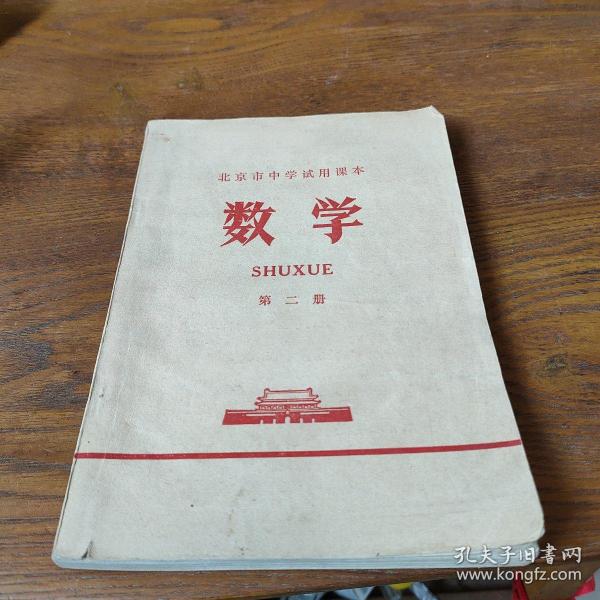 北京市中学试用课本
数学
SHUXUE
第二册
孔夫子旧书网
www.kongfz.com